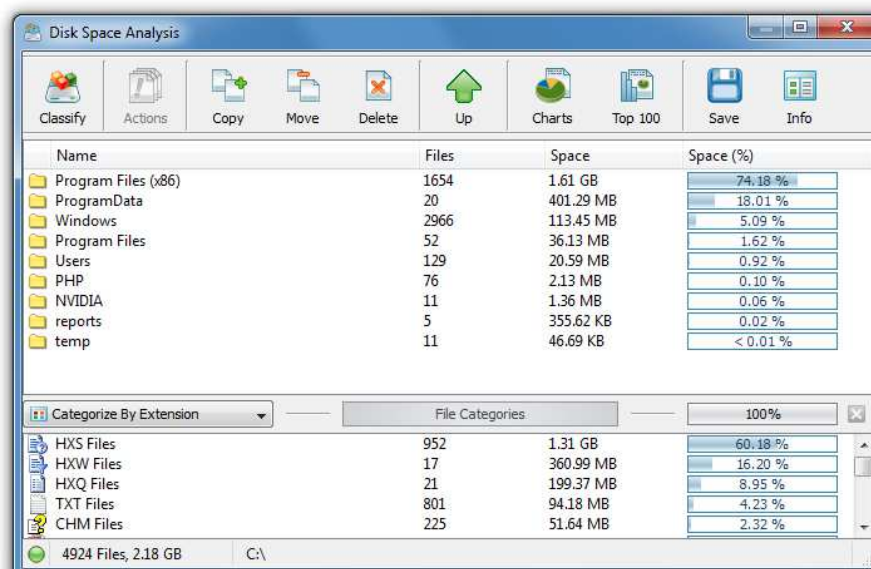 Disk Space Analysis
Classify Actions Copy Move Delete Up Charts Top 100 Save Info
Name Files Space Space (%)
Program Files (x86) 1654 1.61 GB 74.18 %
ProgramData 20 401.29 MB 18.01 %
Windows 2966 113.45 MB 5.09 %
Program Files 52 36.13 MB 1.62 %
Users 129 20.59 MB 0.92 %
PHP 76 2.13 MB 0.10 %
NVIDIA 11 1.36 MB 0.06 %
reports 5 355.62 KB 0.02 %
temp 11 46.69 KB < 0.01 %
Categorize By Extension File Categories 100%
HXS Files 952 1.31 GB 60.18 %
HXW Files 17 360.99 MB 16.20 %
HXQ Files 21 199.37 MB 8.95 %
TXT Files 801 94.18 MB 4.23 %
CHM Files 225 51.64 MB 2.32 %
4924 Files, 2.18 GB C:\